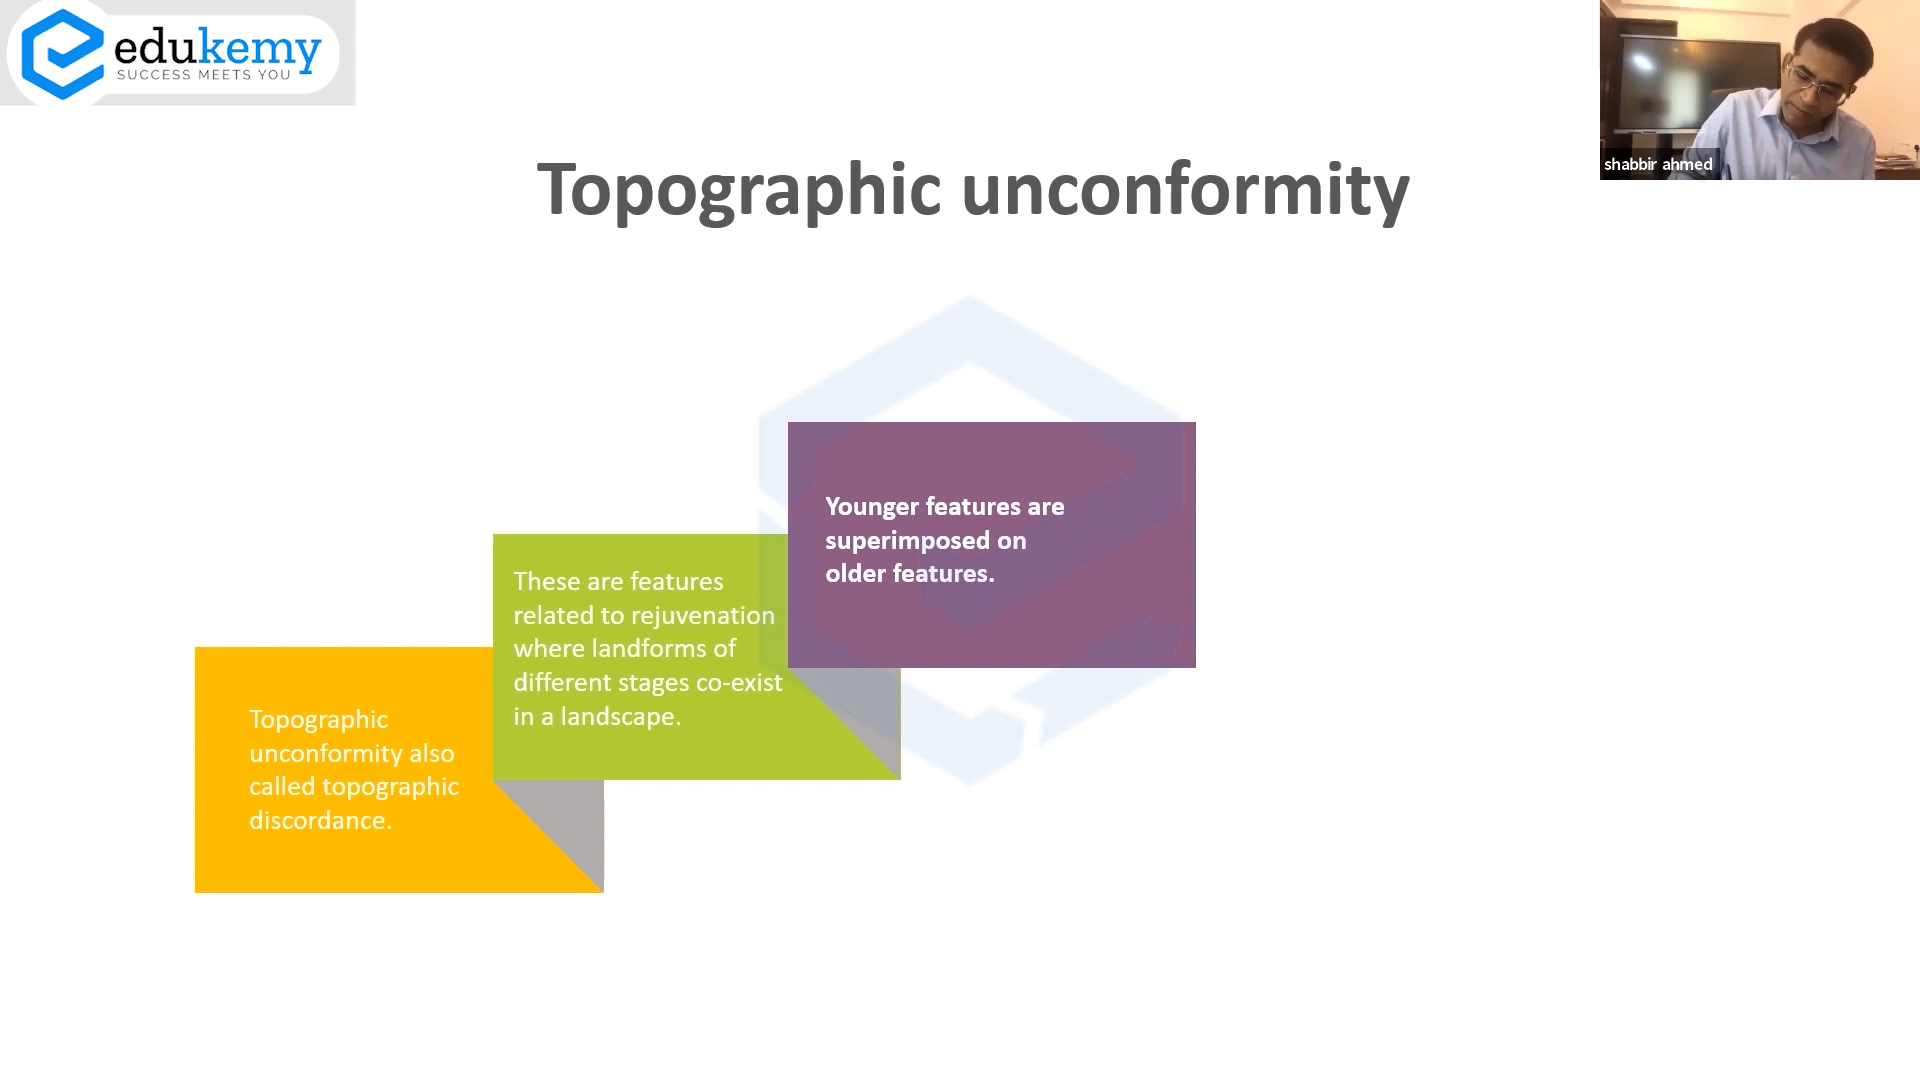 edukemy
SUCCESS MEETS YOU
shabbir ahmed
Topographic unconformity
Topographic
unconformity also
called topographic
discordance.
These are features
related to rejuvenation
where landforms of
different stages co-exist
in a landscape.
Younger features are
superimposed on
older features.